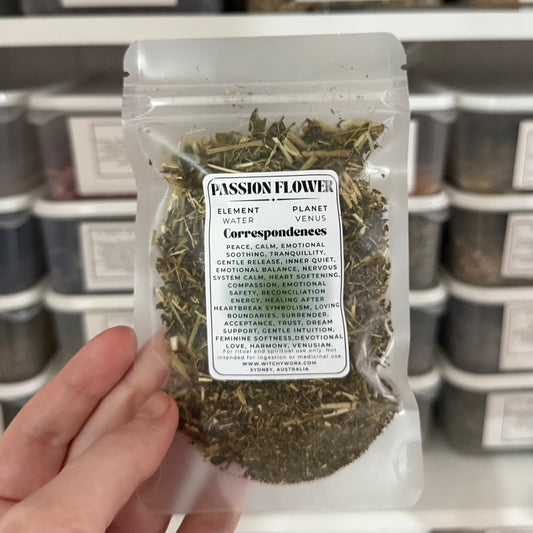 PASSION FLOWER
ELEMENT PLANET
WATER VENUS
Correspondences
PEACE, CALM, EMOTIONAL
SOOTHING, TRANQUILITY,
GENTLE RELEASE, INNER QUIET,
EMOTIONAL BALANCE, NERVOUS
SYSTEM CALM, HEART SOFTENING,
COMPASSION, EMOTIONAL
SAFETY, RECONCILIATION
ENERGY, HEALING AFTER
HEARTBREAK SYMBOLISM, LOVING
BOUNDARIES, SURRENDER,
ACCEPTANCE, TRUST, DREAM
SUPPORT, GENTLE INTUITION,
FEMININE SOFTNESS,DEVOTIONAL
LOVE, HARMONY, VENUSIAN.
For ritual and spiritual use only. Not
intended for ingestion or medicinal use.
WWW.WITCHYWORX.COM
SYDNEY, AUSTRALIA